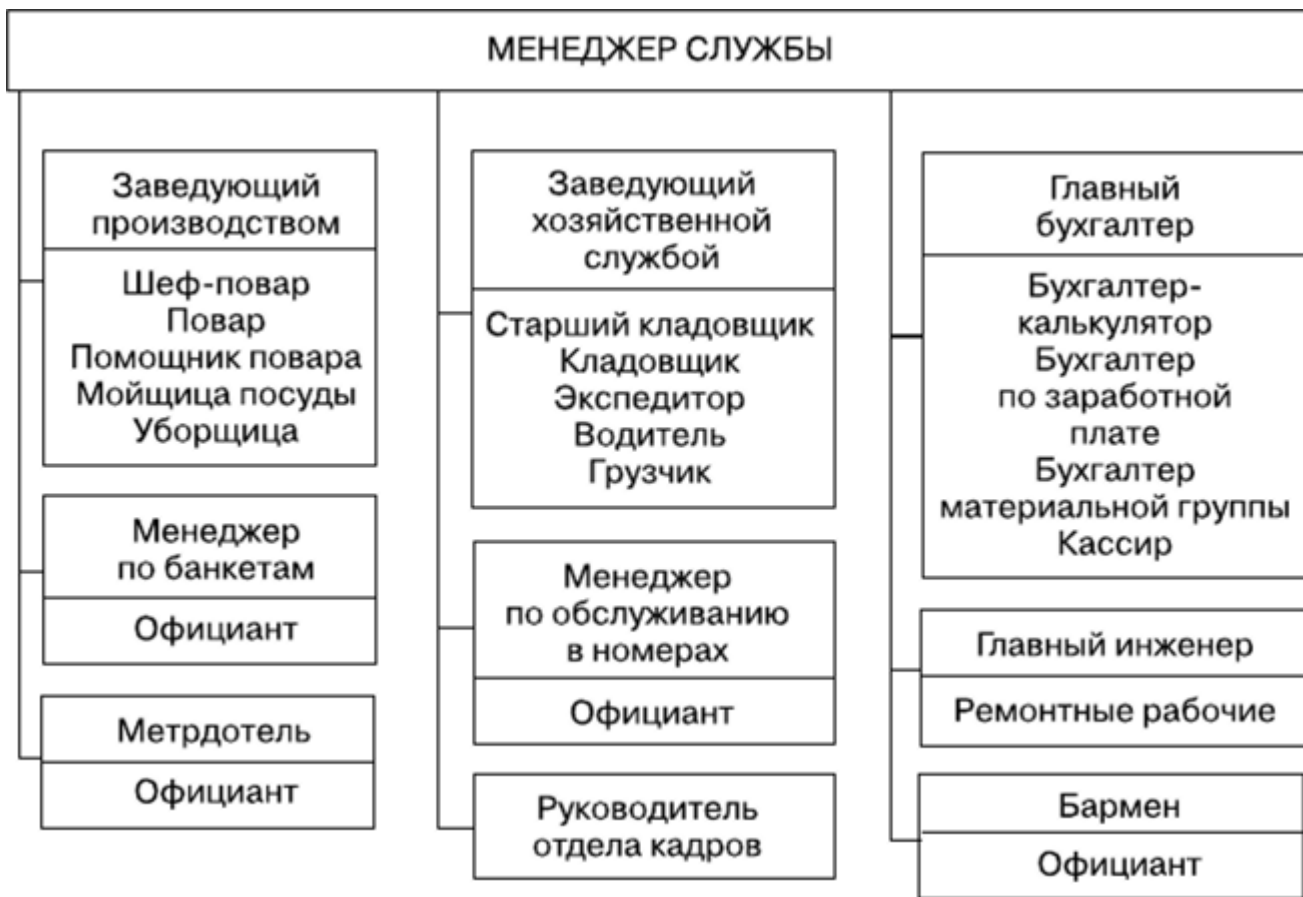 МЕНЕДЖЕР СЛУЖБЫ
Заведующий
производством
Шеф-повар
Повар
Помощник повара
Мойщица посуды
Уборщица
Менеджер
по банкетам
Официант
Метрдотель
Официант
Заведующий
хозяйственной
службой
Старший кладовщик
Кладовщик
Экспедитор
Водитель
Грузчик
Менеджер
по обслуживанию
в номерах
Официант
Руководитель
отдела кадров
Главный
бухгалтер
Бухгалтер-
калькулятор
Бухгалтер
по заработной
плате
Бухгалтер
материальной группы
Кассир
Главный инженер
Ремонтные рабочие
Бармен
Официант